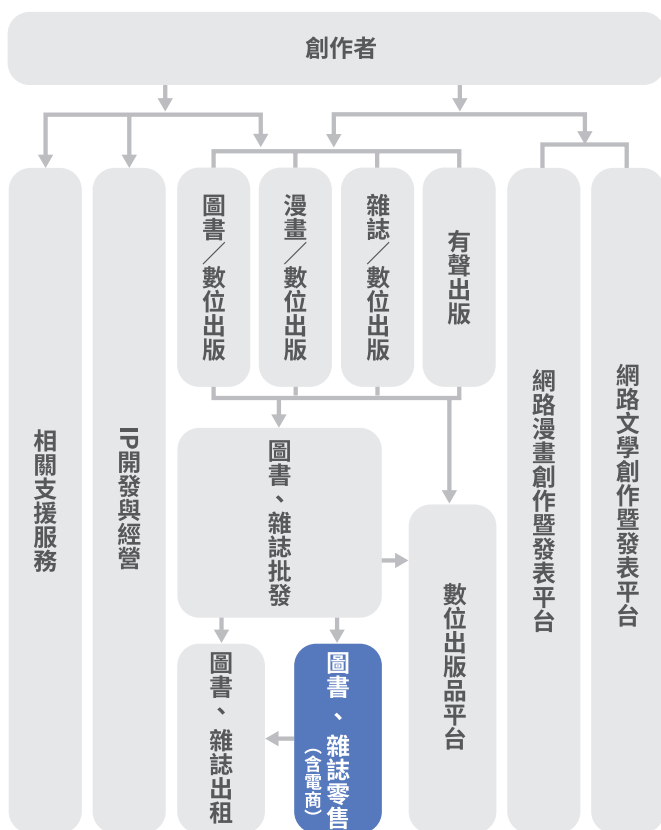 創作者
相關支援服務
IP開發與經營
圖書／數位出版
漫畫／數位出版
雜誌／數位出版
有聲出版
網路漫畫創作暨發表平台
網路文學創作暨發表平台
圖書、雜誌批發
數位出版品平台
圖書、雜誌出租
圖書、雜誌零售
（含電商）